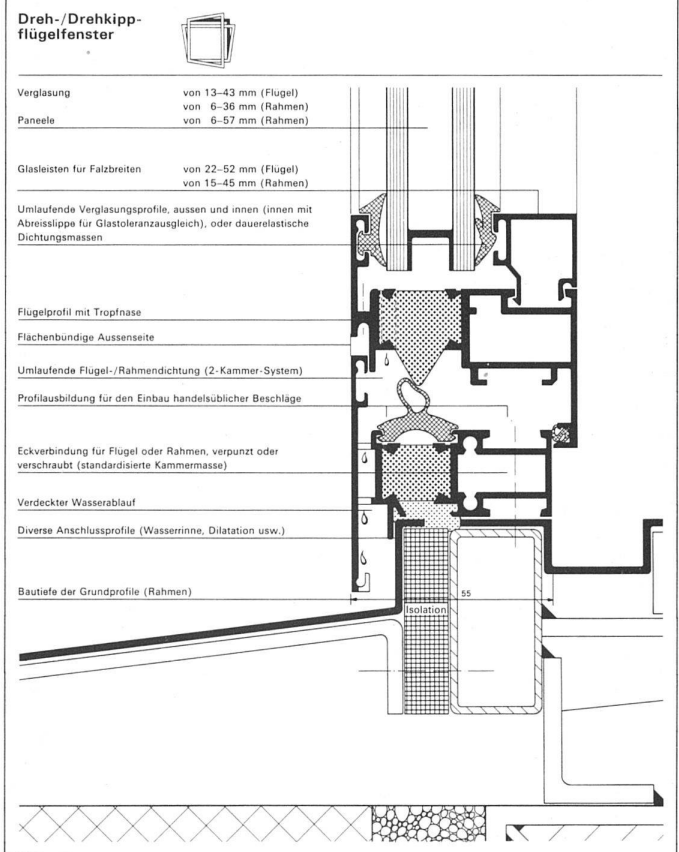 Dreh-/Drehkipp-
flügelfenster
Verglasung von 13–43 mm (Flügel)
von 6–36 mm (Rahmen)
Paneele von 6–57 mm (Rahmen)
Glasleisten für Falzbreiten von 22–52 mm (Flügel)
von 15–45 mm (Rahmen)
Umlaufende Verglasungsprofile, aussen und innen (innen mit
Abreisslippe für Glastoleranzausgleich), oder dauerelastische
Dichtungsmassen
Flügelprofil mit Tropfnase
Flächenbündige Aussenseite
Umlaufende Flügel-/Rahmendichtung (2-Kammer-System)
Profilausbildung für den Einbau handelsüblicher Beschläge
Eckverbindung für Flügel oder Rahmen, verpunzt oder
verschraubt (standardisierte Kammermasse)
Verdeckter Wasserablauf
Diverse Anschlussprofile (Wasserrinne, Dilatation usw.)
Bautiefe der Grundprofile (Rahmen)
55
Isolation